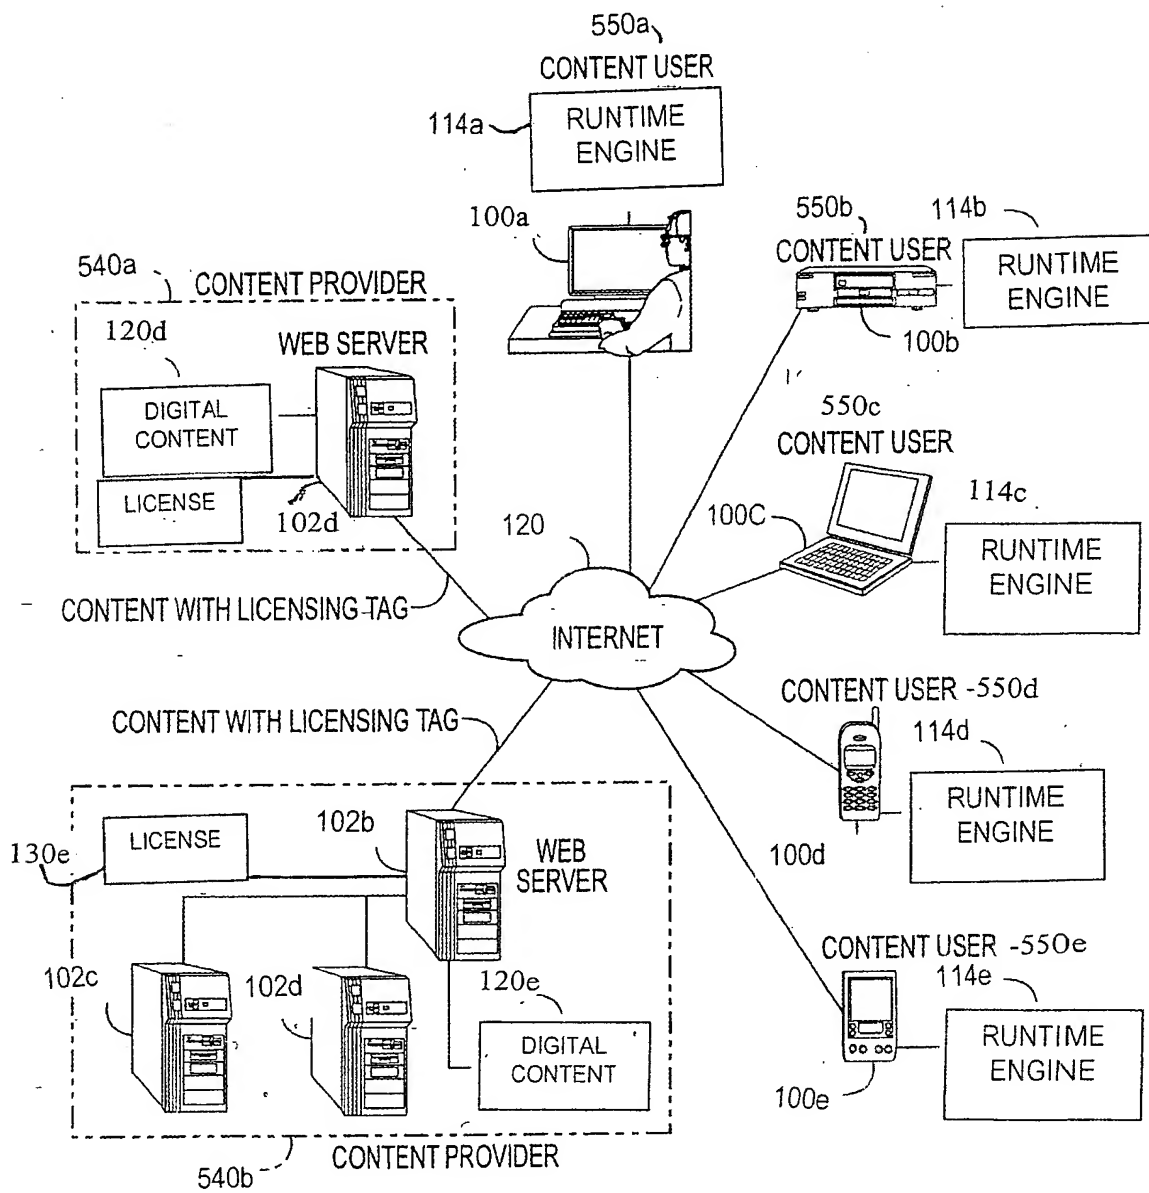 550a
CONTENT USER
114a
RUNTIME
ENGINE
100a
550b
114b
CONTENT USER
RUNTIME
ENGINE
100b
540a
CONTENT PROVIDER
120d
WEB SERVER
DIGITAL
CONTENT
LICENSE
102d
550c
CONTENT USER
100C
114c
RUNTIME
ENGINE
120
CONTENT WITH LICENSING TAG
INTERNET
CONTENT USER -550d
114d
RUNTIME
ENGINE
100d
CONTENT WITH LICENSING TAG
102b
LICENSE
130e
WEB
SERVER
102c
102d
120e
DIGITAL
CONTENT
CONTENT USER -550e
114e
RUNTIME
ENGINE
100e
CONTENT PROVIDER
540b